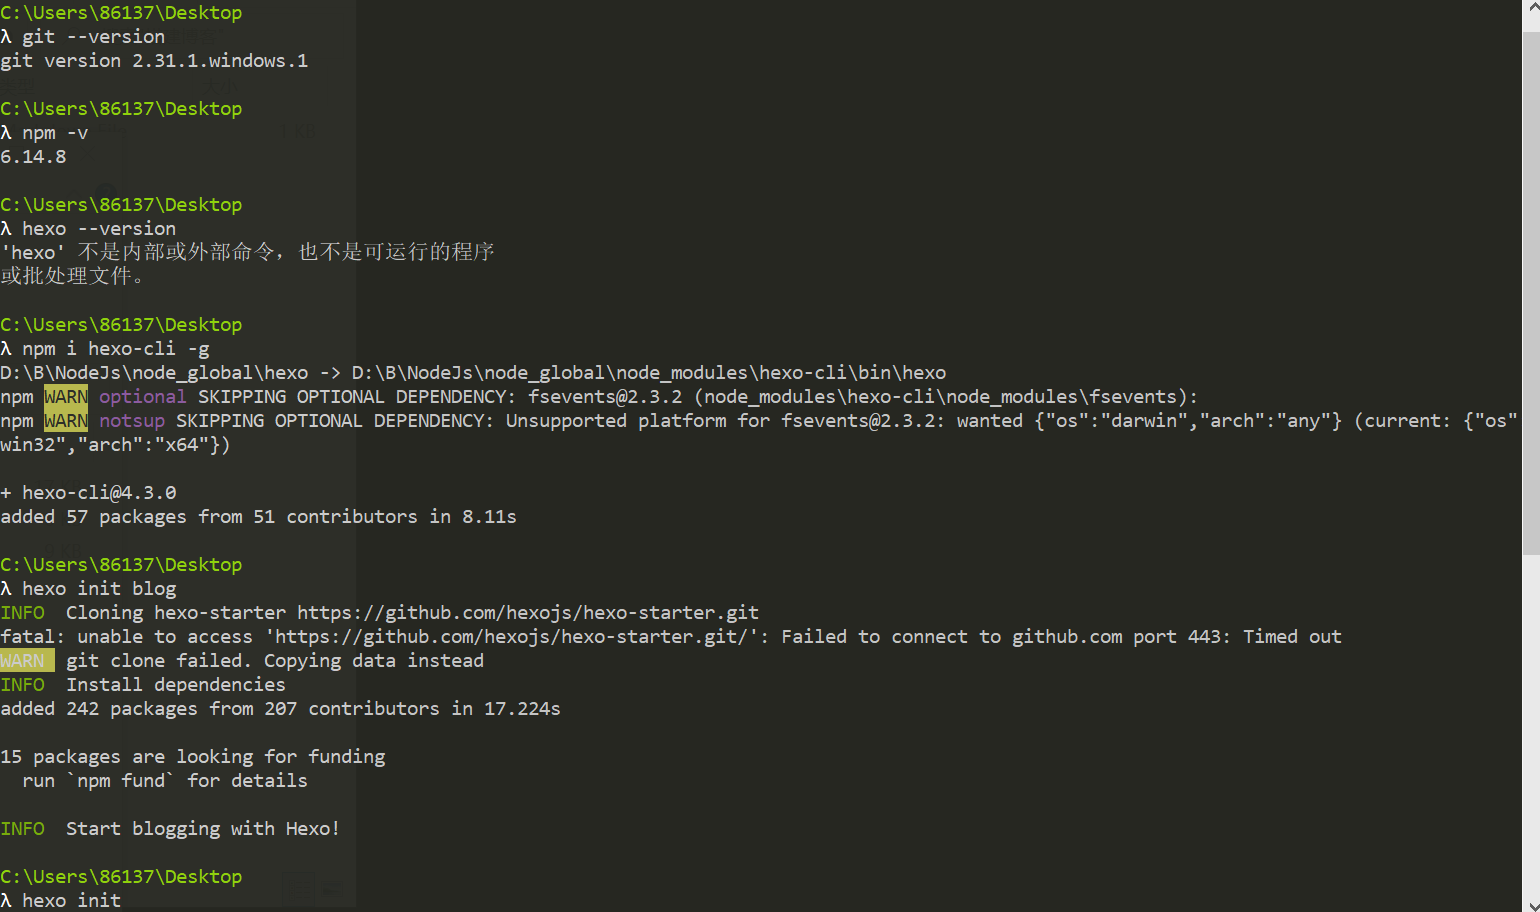 C:\Users\86137\Desktop
λ git --version
git version 2.31.1.windows.1
C:\Users\86137\Desktop
λ npm -v
6.14.8
C:\Users\86137\Desktop
λ hexo --version
'hexo' 不是内部或外部命令，也不是可运行的程序
或批处理文件。
C:\Users\86137\Desktop
λ npm i hexo-cli -g
D:\B\NodeJs\node_global\hexo -> D:\B\NodeJs\node_global\node_modules\hexo-cli\bin\hexo
npm WARN optional SKIPPING OPTIONAL DEPENDENCY: fsevents@2.3.2 (node_modules\hexo-cli\node_modules\fsevents):
npm WARN notsup SKIPPING OPTIONAL DEPENDENCY: Unsupported platform for fsevents@2.3.2: wanted {"os":"darwin","arch":"any"} (current: {"os"
win32","arch":"x64"})
+ hexo-cli@4.3.0
added 57 packages from 51 contributors in 8.11s
C:\Users\86137\Desktop
λ hexo init blog
INFO  Cloning hexo-starter https://github.com/hexojs/hexo-starter.git
fatal: unable to access 'https://github.com/hexojs/hexo-starter.git/': Failed to connect to github.com port 443: Timed out
WARN  git clone failed. Copying data instead
INFO  Install dependencies
added 242 packages from 207 contributors in 17.224s
15 packages are looking for funding
  run `npm fund` for details
INFO  Start blogging with Hexo!
C:\Users\86137\Desktop
λ hexo init